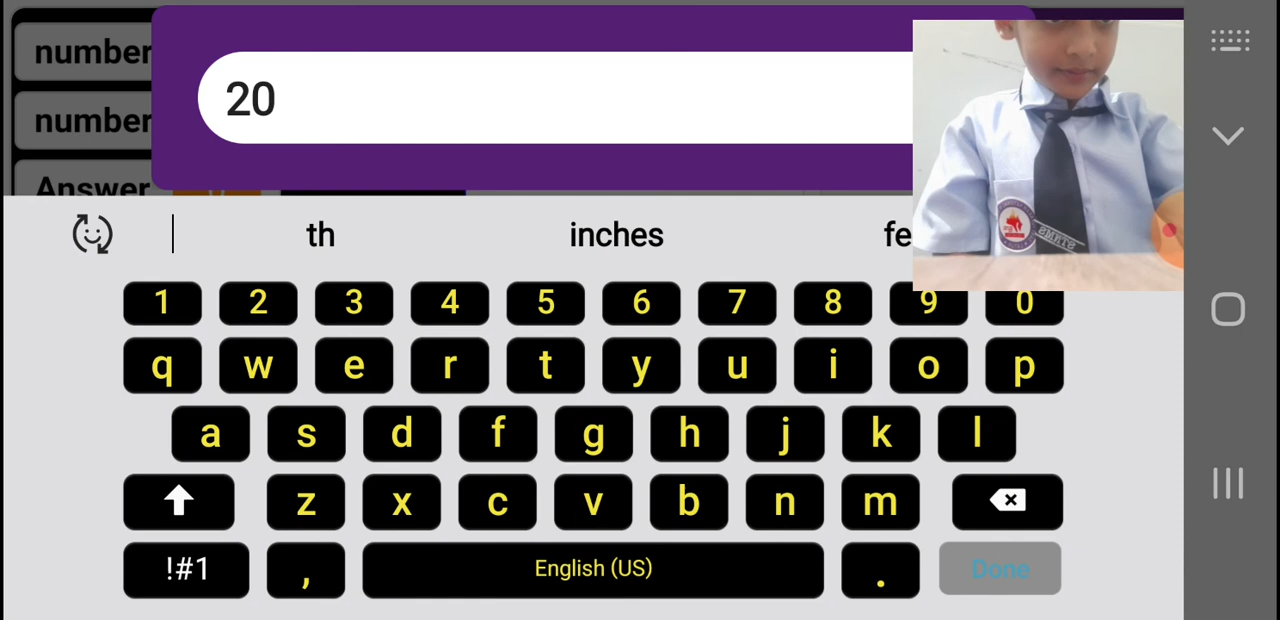 number
number
Answer
20
th
inches
fe
1 2 3 4 5 6 7 8 9 0
q w e r t y u i o p
a s d f g h j k l
z x c v b n m
!#1 , English (US) . Done